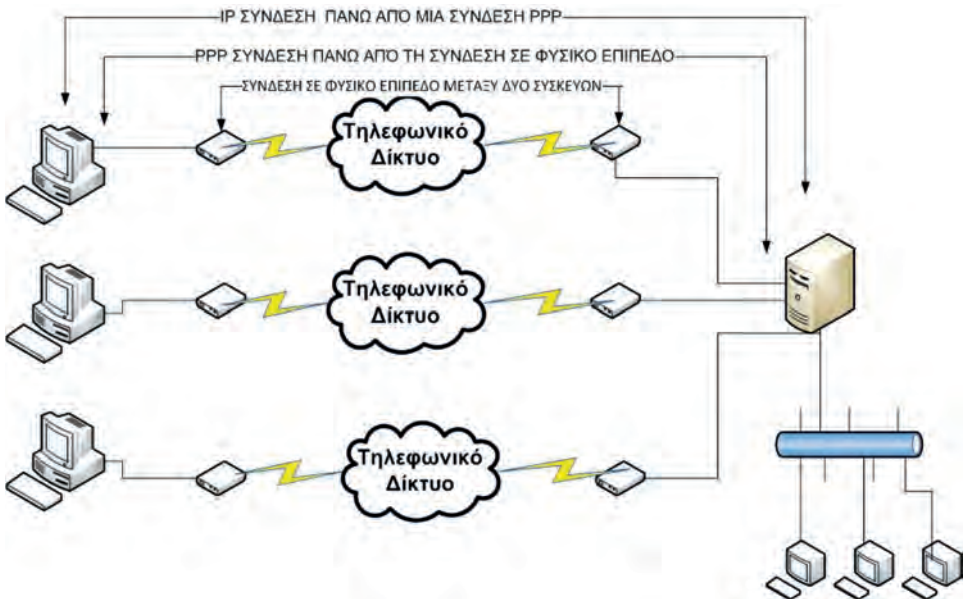 IP ΣΥΝΔΕΣΗ ΠΑΝΩ ΑΠΟ ΜΙΑ ΣΥΝΔΕΣΗ PPP
PPP ΣΥΝΔΕΣΗ ΠΑΝΩ ΑΠΟ ΤΗ ΣΥΝΔΕΣΗ ΣΕ ΦΥΣΙΚΟ ΕΠΙΠΕΔΟ
ΣΥΝΔΕΣΗ ΣΕ ΦΥΣΙΚΟ ΕΠΙΠΕΔΟ ΜΕΤΑΞΥ ΔΥΟ ΣΥΣΚΕΥΩΝ
Τηλεφωνικό
Δίκτυο
Τηλεφωνικό
Δίκτυο
Τηλεφωνικό
Δίκτυο